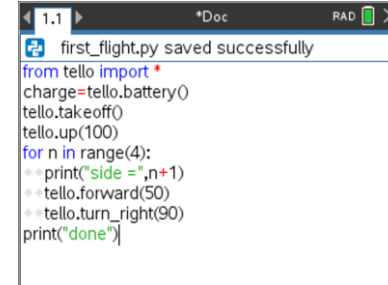 1.1 *Doc RAD
first_flight.py saved successfully
from tello import *
charge=tello.battery()
tello.takeoff()
tello.up(100)
for n in range(4):
print("side =",n+1)
tello.forward(50)
tello.turn_right(90)
print("done")